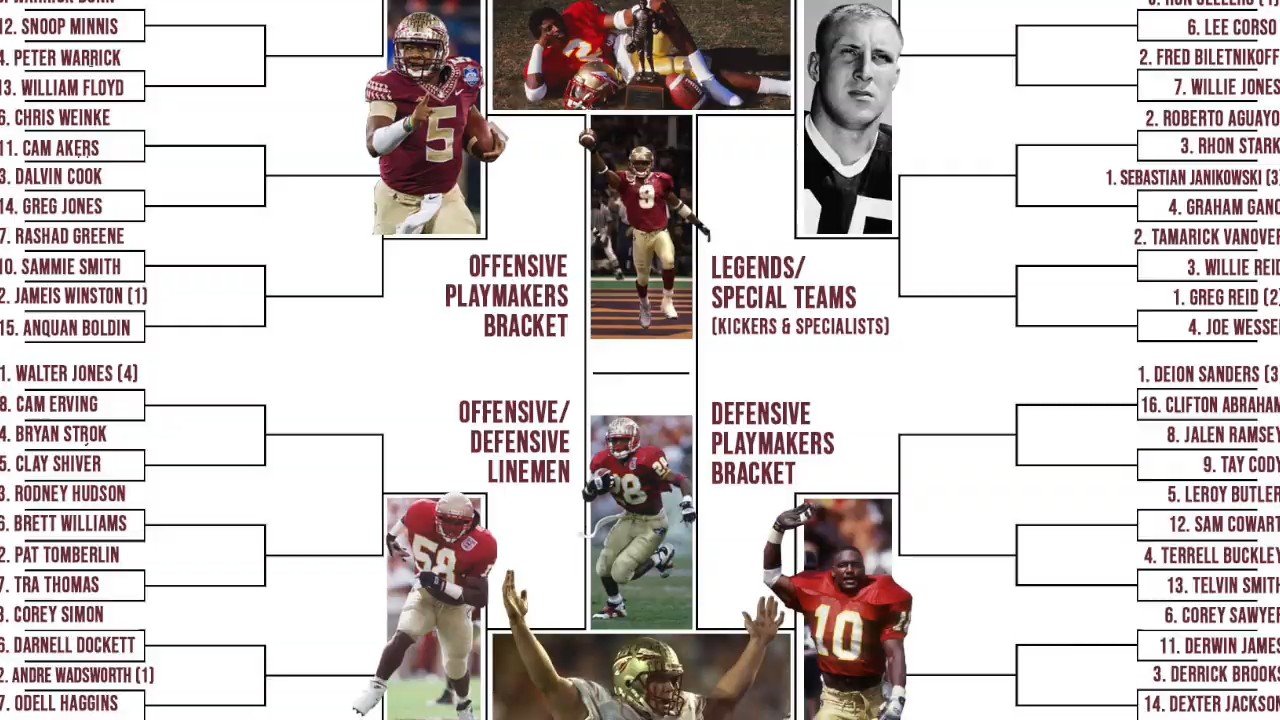 12. SNOOP MINNIS
4. PETER WARRICK
13. WILLIAM FLOYD
6. CHRIS WEINKE
11. CAM AKERS
3. DALVIN COOK
14. GREG JONES
7. RASHAD GREENE
10. SAMMIE SMITH
2. JAMEIS WINSTON (1)
15. ANQUAN BOLDIN
1. WALTER JONES (4)
8. CAM ERVING
4. BRYAN STROK
5. CLAY SHIVER
3. RODNEY HUDSON
6. BRETT WILLIAMS
2. PAT TOMBERLIN
7. TRA THOMAS
COREY SIMON
6. DARNELL DOCKETT
2. ANDRE WADSWORTH (1)
7. ODELL HAGGINS
5
9
28
58
10
OFFENSIVE
PLAYMAKERS
BRACKET
LEGENDS/
SPECIAL TEAMS
(KICKERS & SPECIALISTS)
OFFENSIVE/
DEFENSIVE
LINEMEN
DEFENSIVE
PLAYMAKERS
BRACKET
6. LEE CORSO
2. FRED BILETNIKOFF
7. WILLIE JONES
2. ROBERTO AGUAYO
3. RHON STARK
1. SEBASTIAN JANIKOWSKI (3)
4. GRAHAM GANO
2. TAMARICK VANOVER
3. WILLIE REID
1. GREG REID (2)
4. JOE WESSE
1. DEION SANDERS (3
16. CLIFTON ABRAHAM
8. JALEN RAMSEY
9. TAY CODY
5. LEROY BUTLER
12. SAM COWART
4. TERRELL BUCKLEY
13. TELVIN SMITH
6. COREY SAWYER
11. DERWIN JAMES
3. DERRICK BROOKS
14. DEXTER JACKSON